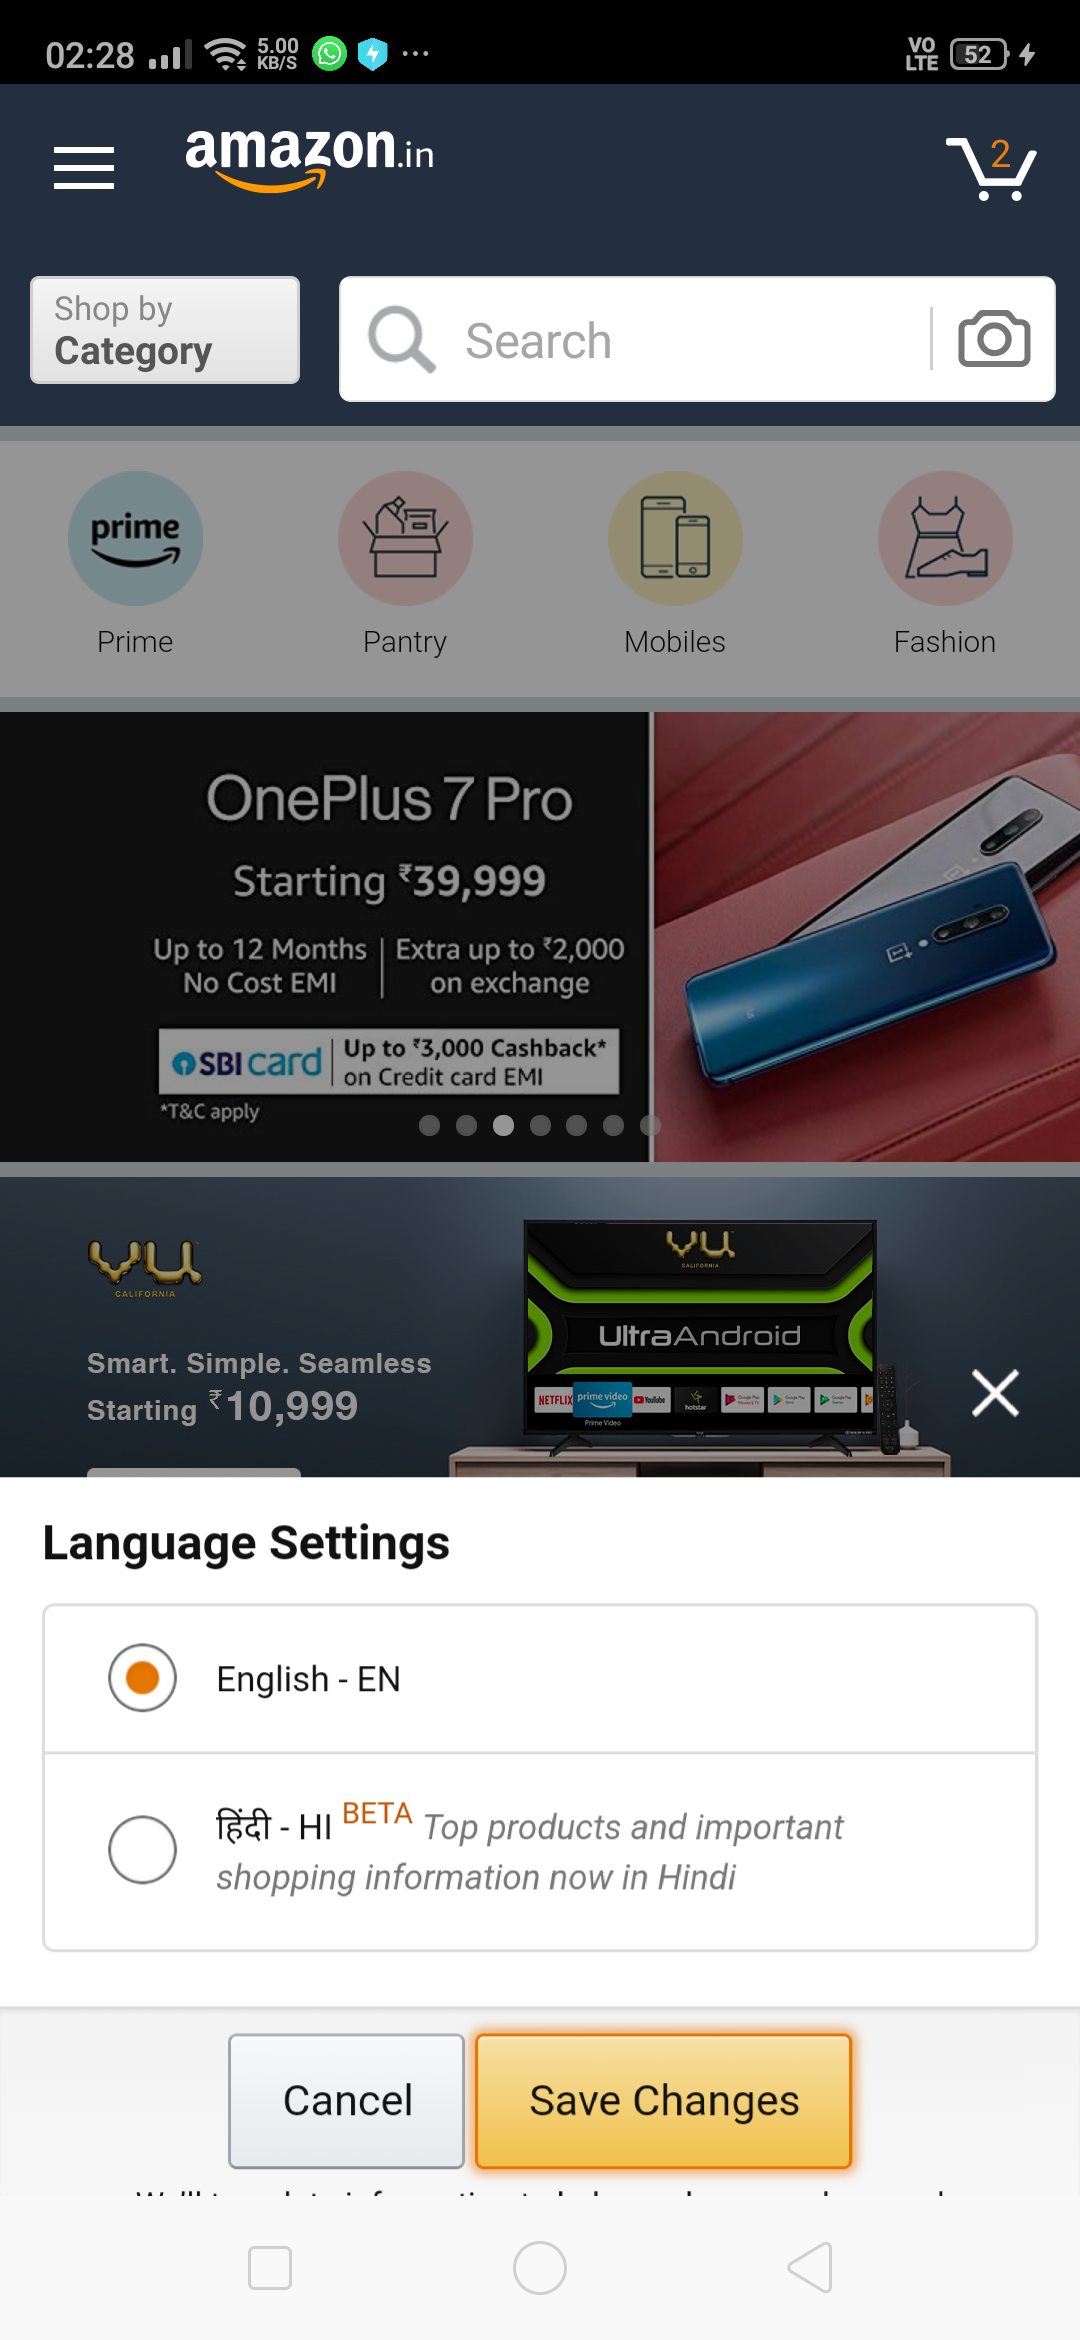 02:28 5.00 KB/S VO LTE 52
amazon.in 2
Shop by
Category
Search
prime
Prime Pantry Mobiles Fashion
OnePlus 7 Pro
Starting ₹39,999
Up to 12 Months Extra up to ₹2,000
No Cost EMI on exchange
SBI card Up to ₹3,000 Cashback*
on Credit card EMI
*T&C apply
vu
CALIFORNIA
vu
CALIFORNIA
UltraAndroid
Smart. Simple. Seamless
Starting ₹10,999
NETFLIX prime video YouTube hotstar
Prime Video
Language Settings
English - EN
हिंदी - HI BETA Top products and important
shopping information now in Hindi
Cancel Save Changes